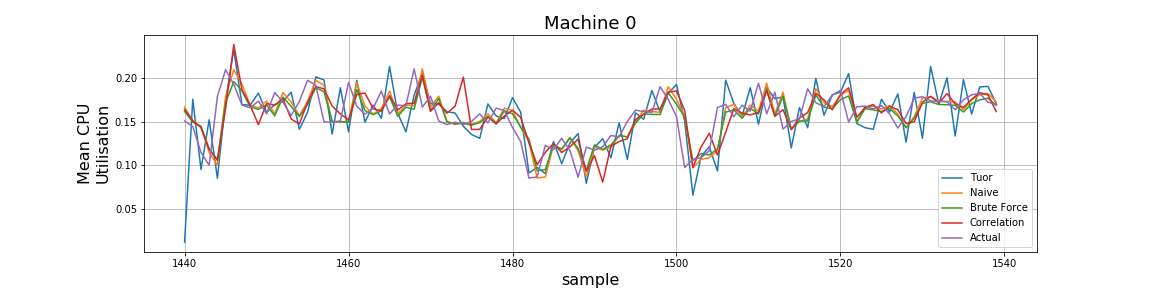 Machine 0
Mean CPU
Utilisation
0.20
0.15
0.10
0.05
1440
1460
1480
1500
1520
1540
sample
Tuor
Naive
Brute Force
Correlation
Actual